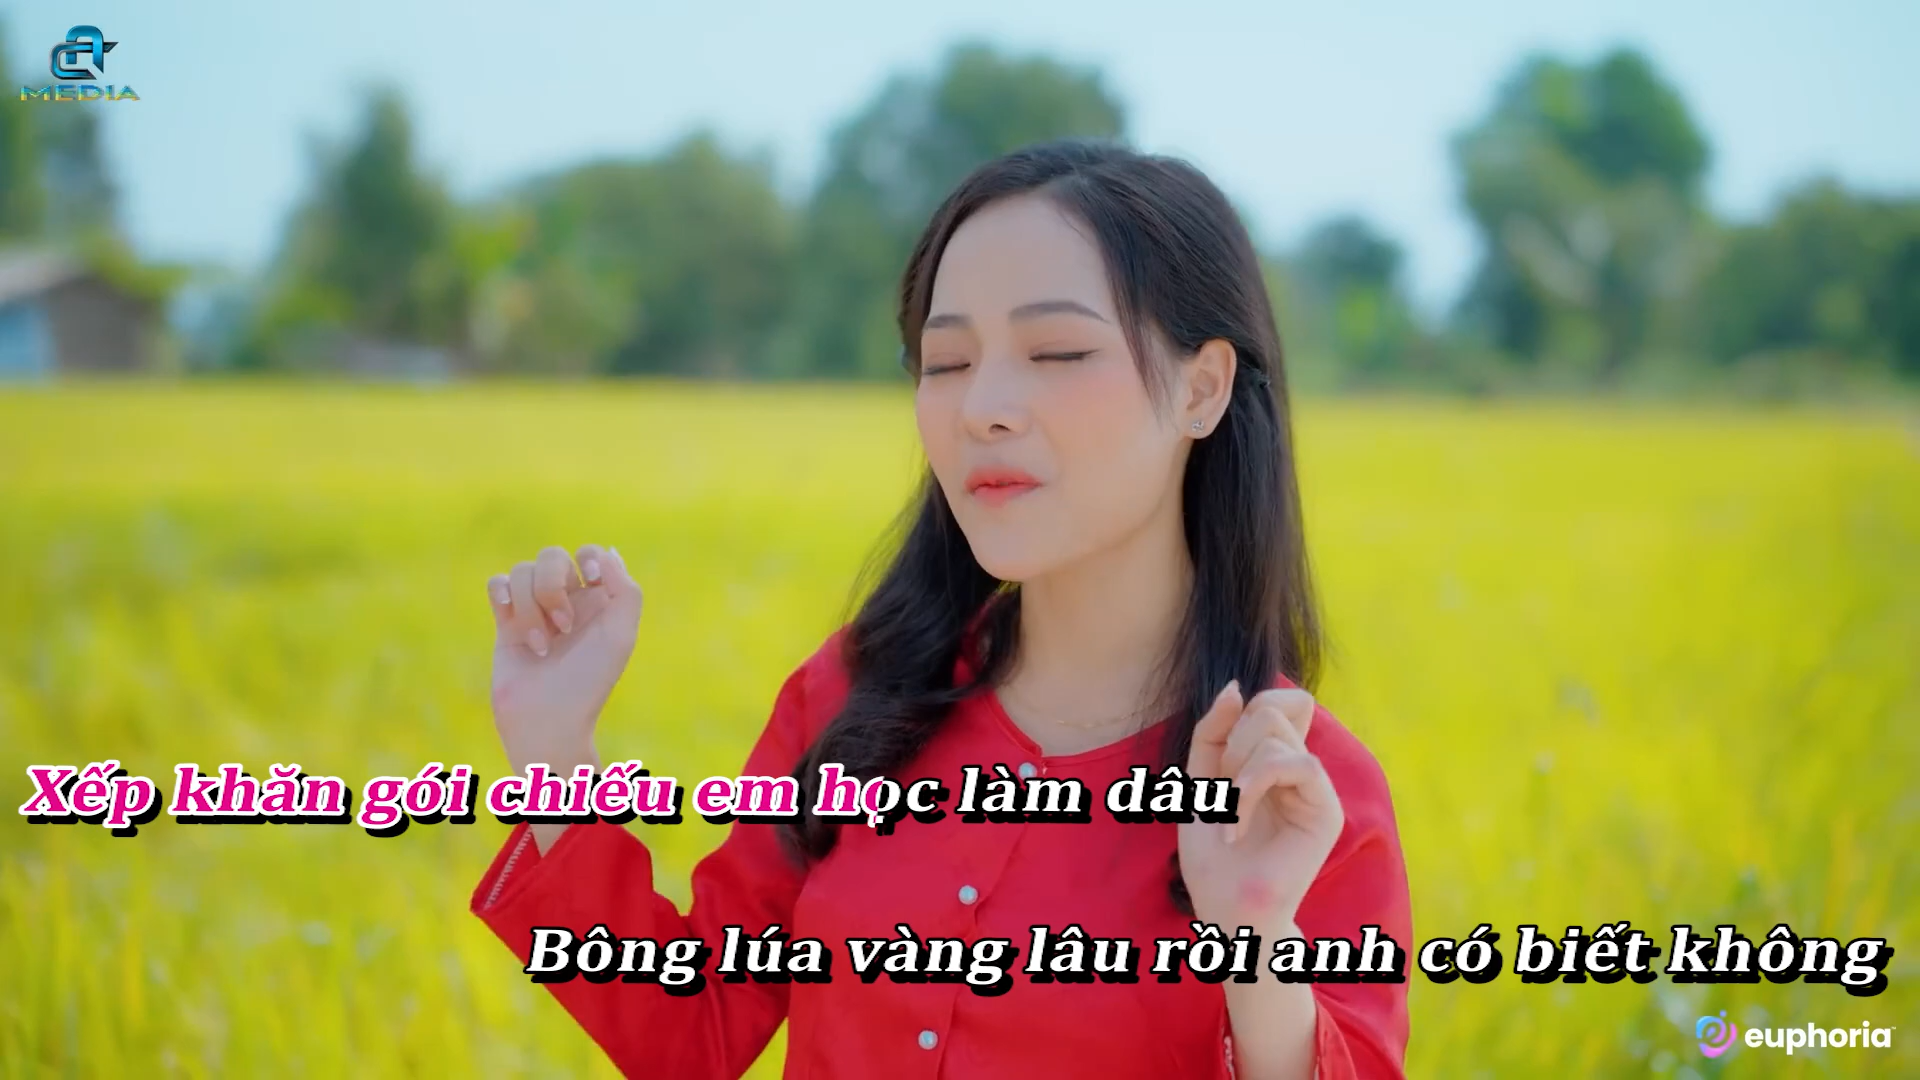 MEDIA
Xếp khăn gói chiếu em học làm dâu
Bông lúa vàng lâu rồi anh có biết không
euphoria